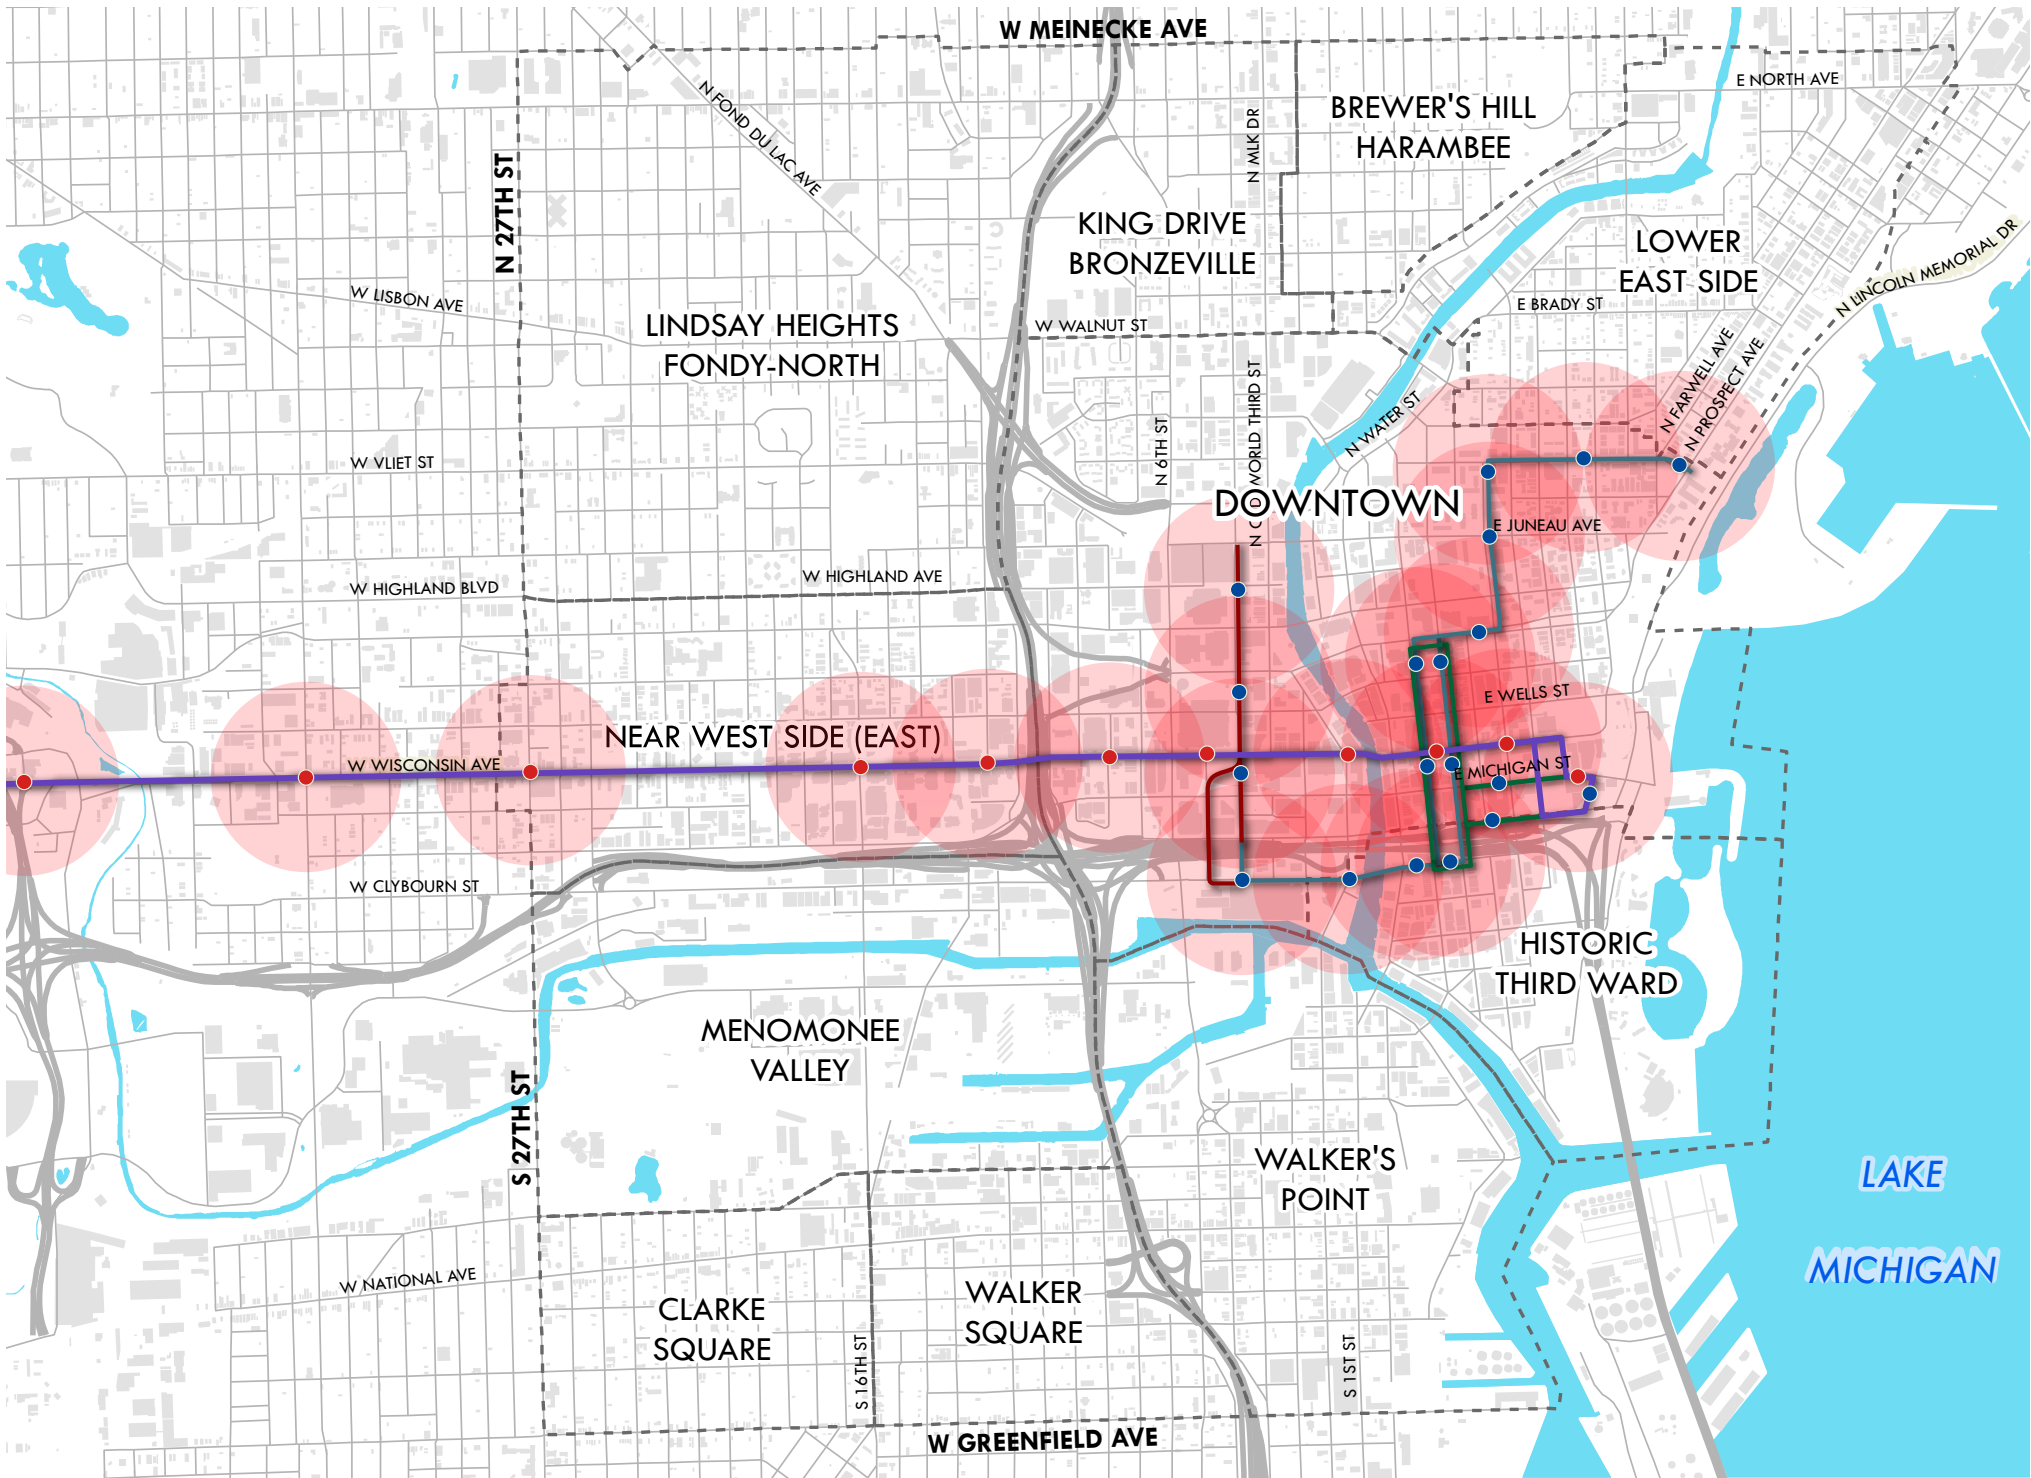 W MEINECKE AVE
E NORTH AVE
N FOND DU LAC AVE
N MLK DR
BREWER'S HILL
HARAMBEE
N 27TH ST
KING DRIVE
BRONZEVILLE
LOWER
EAST SIDE
N LINCOLN MEMORIAL DR
W LISBON AVE
E BRADY ST
LINDSAY HEIGHTS
FONDY-NORTH
W WALNUT ST
N FARWELL AVE
N PROSPECT AVE
N OLD WORLD THIRD ST
N WATER ST
N 6TH ST
W VLIET ST
DOWNTOWN
E JUNEAU AVE
W HIGHLAND BLVD
W HIGHLAND AVE
E WELLS ST
NEAR WEST SIDE (EAST)
W WISCONSIN AVE
E MICHIGAN ST
W CLYBOURN ST
HISTORIC
THIRD WARD
MENOMONEE
VALLEY
S 27TH ST
WALKER'S
POINT
LAKE
MICHIGAN
W NATIONAL AVE
CLARKE
SQUARE
WALKER
SQUARE
S 16TH ST
S 1ST ST
W GREENFIELD AVE